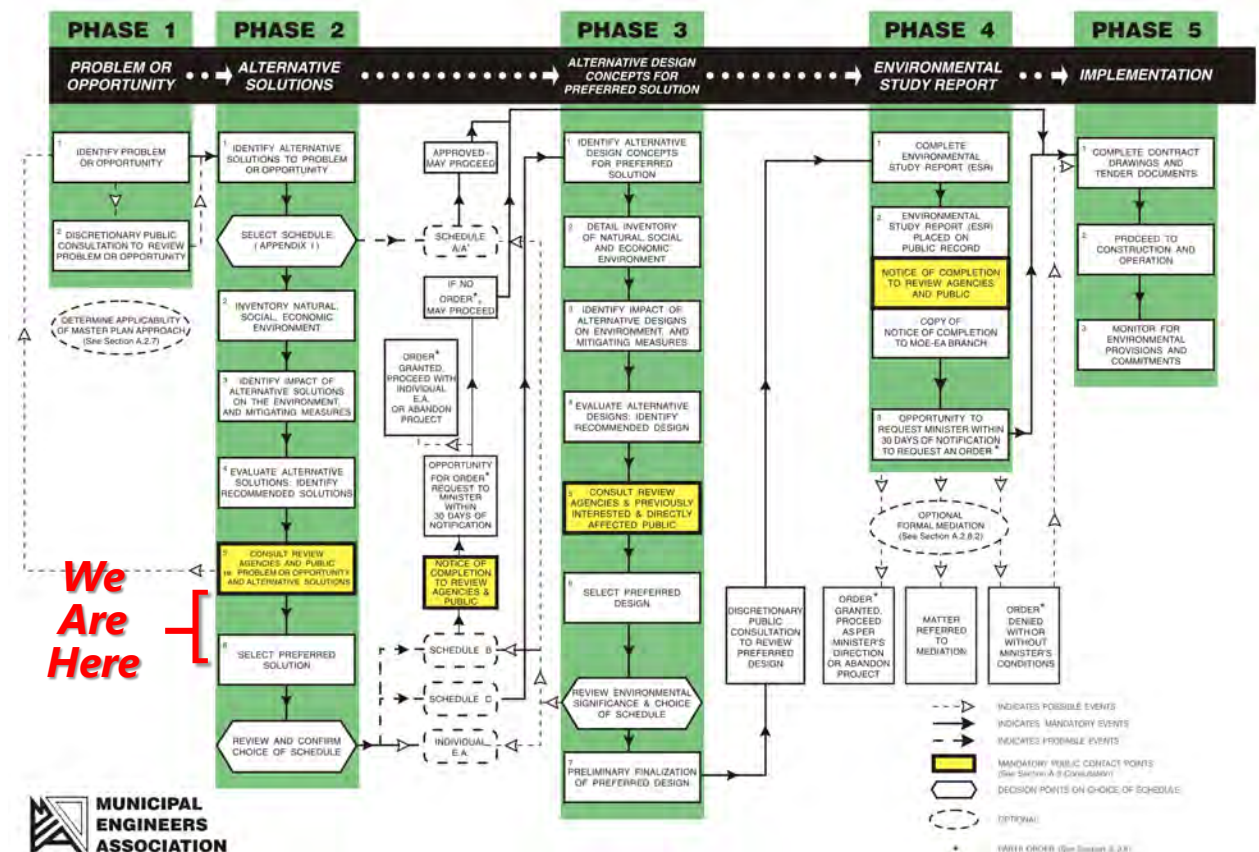 PHASE 1
PHASE 2
PHASE 3
PHASE 4
PHASE 5
PROBLEM OR
OPPORTUNITY
ALTERNATIVE
SOLUTIONS
ALTERNATIVE DESIGN
CONCEPTS FOR
PREFERRED SOLUTION
ENVIRONMENTAL
STUDY REPORT
IMPLEMENTATION
1
IDENTIFY PROBLEM
OR OPPORTUNITY
2 DISCRETIONARY PUBLIC
CONSULTATION TO REVIEW
PROBLEM OR OPPORTUNITY
DETERMINE APPLICABILITY
OF MASTER PLAN APPROACH
(See Section A.2.7)
We
Are
Here
1 IDENTIFY ALTERNATIVE
SOLUTIONS TO PROBLEM
OR OPPORTUNITY
SELECT SCHEDULE
(APPENDIX I)
2
INVENTORY NATURAL,
SOCIAL, ECONOMIC
ENVIRONMENT
3 IDENTIFY IMPACT OF
ALTERNATIVE SOLUTIONS
ON THE ENVIRONMENT,
AND MITIGATING MEASURES
4
EVALUATE ALTERNATIVE
SOLUTIONS: IDENTIFY
RECOMMENDED SOLUTIONS
5 CONSULT REVIEW
AGENCIES AND PUBLIC
PROBLEM OR OPPORTUNITY
AND ALTERNATIVE SOLUTIONS
6
SELECT PREFERRED
SOLUTION
REVIEW AND CONFIRM
CHOICE OF SCHEDULE
APPROVED-
MAY PROCEED
SCHEDULE
A/A+
IF NO
ORDER*,
MAY PROCEED
ORDER*
GRANTED,
PROCEED WITH
INDIVIDUAL
E.A.
OR ABANDON
PROJECT
OPPORTUNITY
FOR ORDER*
REQUEST TO
MINISTER
WITHIN
30 DAYS OF
NOTIFICATION
NOTICE OF
COMPLETION
TO REVIEW
AGENCIES &
PUBLIC
SCHEDULE B
SCHEDULE C
INDIVIDUAL
E.A.
1 IDENTIFY ALTERNATIVE
DESIGN CONCEPTS
FOR PREFERRED
SOLUTION
2
DETAIL INVENTORY
OF NATURAL, SOCIAL
AND ECONOMIC
ENVIRONMENT
3 IDENTIFY IMPACT OF
ALTERNATIVE DESIGNS
ON ENVIRONMENT, AND
MITIGATING MEASURES
4
EVALUATE ALTERNATIVE
DESIGNS: IDENTIFY
RECOMMENDED DESIGN
5
CONSULT REVIEW
AGENCIES & PREVIOUSLY
INTERESTED & DIRECTLY
AFFECTED PUBLIC
6
SELECT PREFERRED
DESIGN
REVIEW ENVIRONMENTAL
SIGNIFICANCE & CHOICE
OF SCHEDULE
7
PRELIMINARY FINALIZATION
OF PREFERRED DESIGN
DISCRETIONARY
PUBLIC
CONSULTATION
TO REVIEW
PREFERRED
DESIGN
1
COMPLETE
ENVIRONMENTAL
STUDY REPORT (ESR)
2
ENVIRONMENTAL
STUDY REPORT (ESR)
PLACED ON
PUBLIC RECORD
NOTICE OF COMPLETION
TO REVIEW AGENCIES
AND PUBLIC
COPY OF
NOTICE OF COMPLETION
TO MOE-EA BRANCH
3 OPPORTUNITY TO
REQUEST MINISTER WITHIN
30 DAYS OF NOTIFICATION
TO REQUEST AN ORDER*
OPTIONAL
FORMAL MEDIATION
(See Section A.2.8.2)
ORDER*
GRANTED,
PROCEED
AS PER
MINISTER'S
DIRECTION
OR ABANDON
PROJECT
MATTER
REFERRED
TO
MEDIATION
ORDER*
DENIED
WITH OR
WITHOUT
MINISTER'S
CONDITIONS
1
COMPLETE CONTRACT
DRAWINGS AND
TENDER DOCUMENTS
2
PROCEED TO
CONSTRUCTION AND
OPERATION
3
MONITOR FOR
ENVIRONMENTAL
PROVISIONS AND
COMMITMENTS
INDICATES POSSIBLE EVENTS
INDICATES MANDATORY EVENTS
INDICATES PROBABLE EVENTS
MANDATORY PUBLIC CONTACT POINTS
(See Section A.3 Consultation)
DECISION POINTS ON CHOICE OF SCHEDULE
OPTIONAL
* PART II ORDER (See Section A.2.8)
MUNICIPAL
ENGINEERS
ASSOCIATION